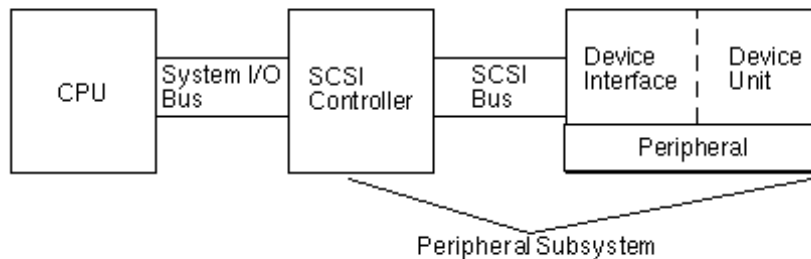 CPU
System I/O
Bus
SCSI
Controller
SCSI
Bus
Device
Interface
Device
Unit
Peripheral
Peripheral Subsystem